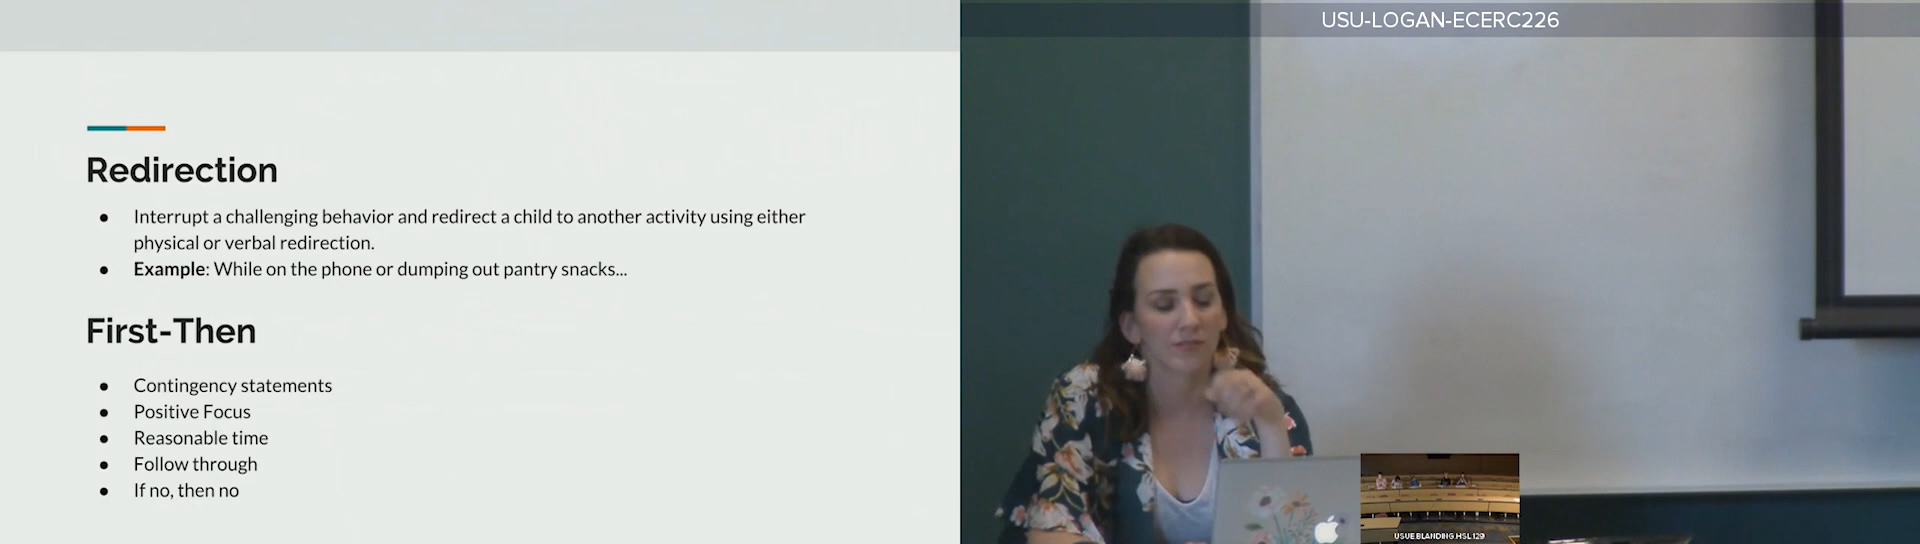 USU-LOGAN-ECERC226
Redirection
● Interrupt a challenging behavior and redirect a child to another activity using either
physical or verbal redirection.
● Example: While on the phone or dumping out pantry snacks...
First-Then
● Contingency statements
● Positive Focus
● Reasonable time
● Follow through
● If no, then no
USUE BLANDING HSL 129